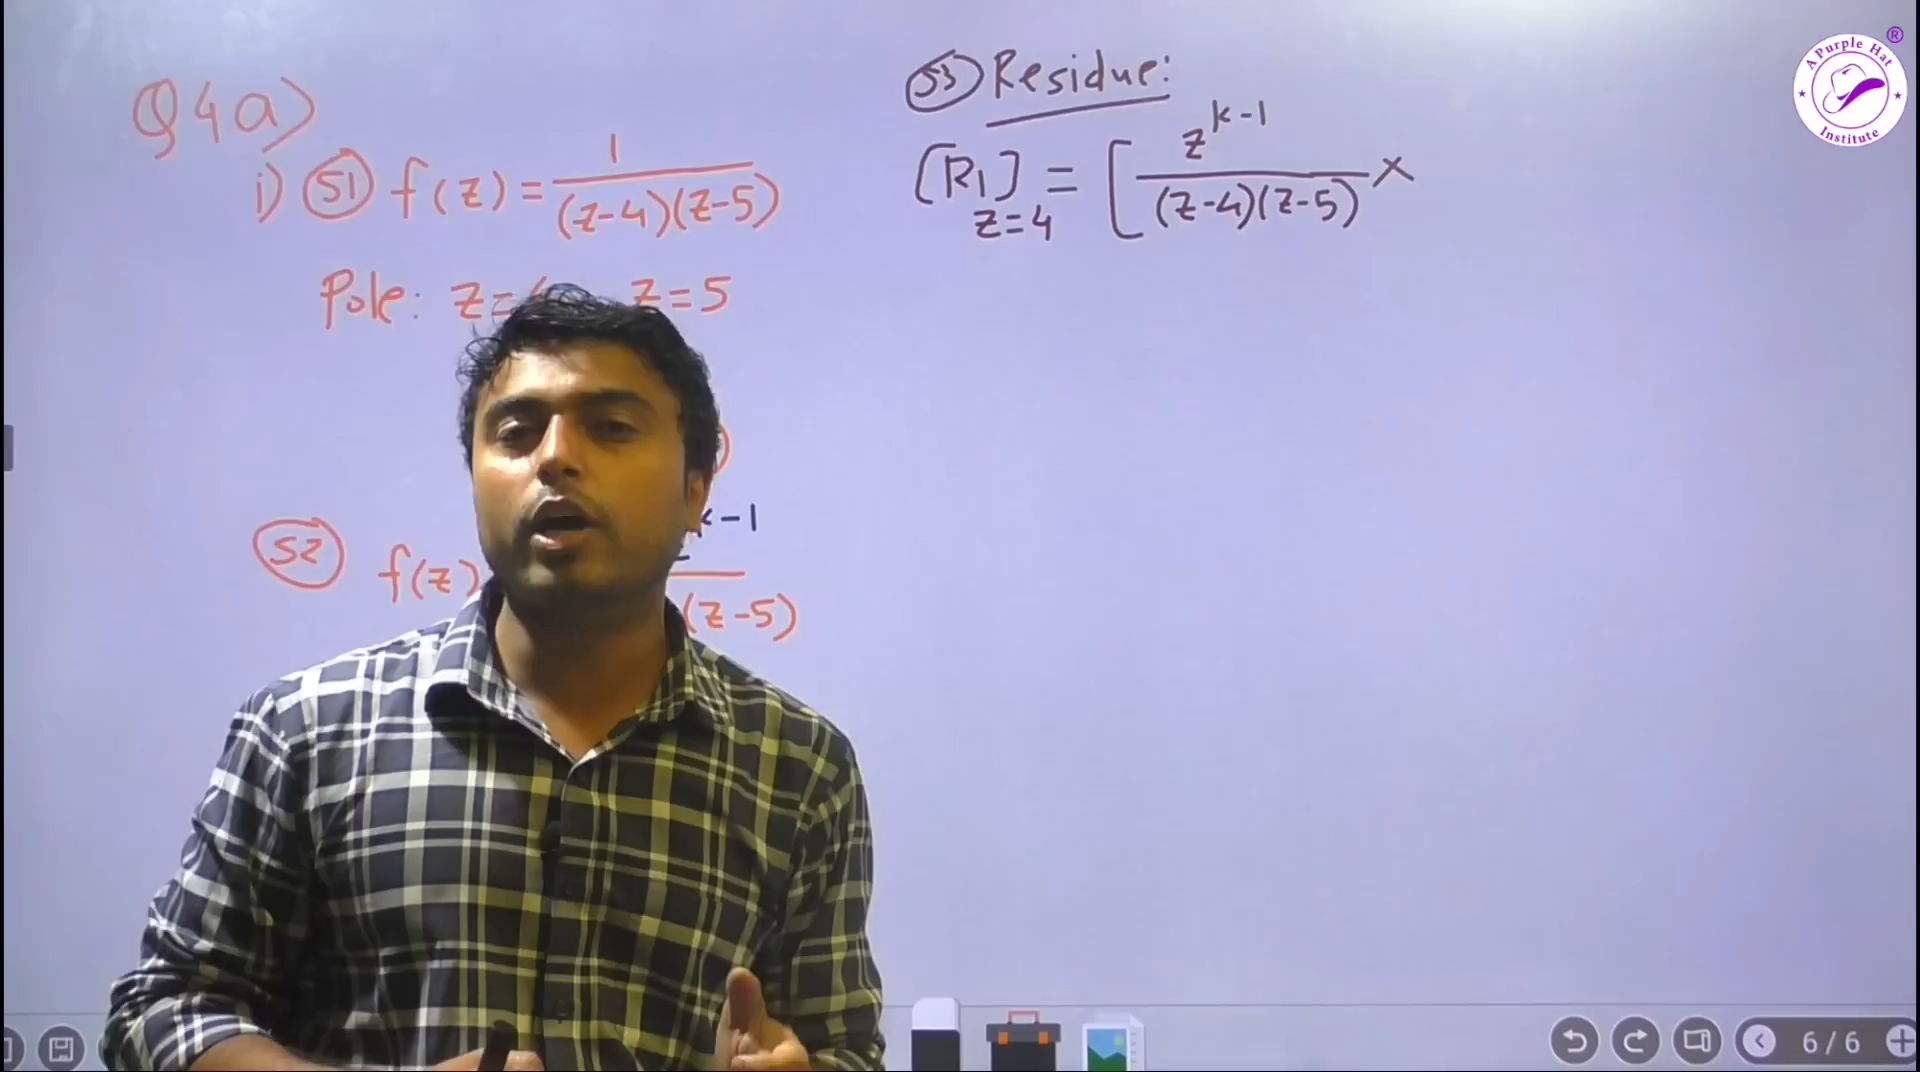 Q4a)
i) S1 f(z) = 1 / (z-4)(z-5)
Pole: z= z=5
S2 f(z) k-1 (z-5)
S3 Residue:
[R1] z=4 = [ z^k-1 / (z-4)(z-5) ×
A Purple Hat Institute ®
6/6